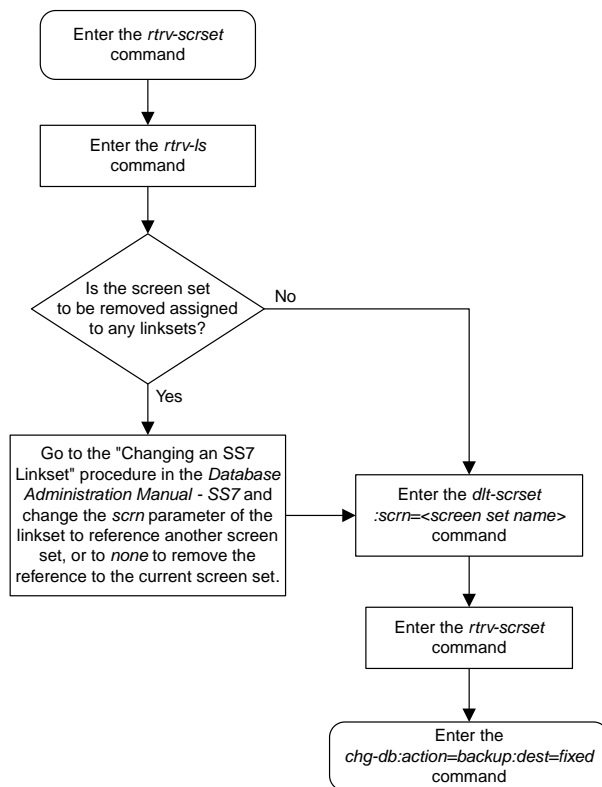 Enter the rtrv-scrset
command
Enter the rtrv-ls
command
Is the screen set
to be removed assigned
to any linksets?
No
Yes
Go to the "Changing an SS7
Linkset" procedure in the Database
Administration Manual - SS7 and
change the scrn parameter of the
linkset to reference another screen
set, or to none to remove the
reference to the current screen set.
Enter the dlt-scrset
:scrn=<screen set name>
command
Enter the rtrv-scrset
command
Enter the
chg-db:action=backup:dest=fixed
command